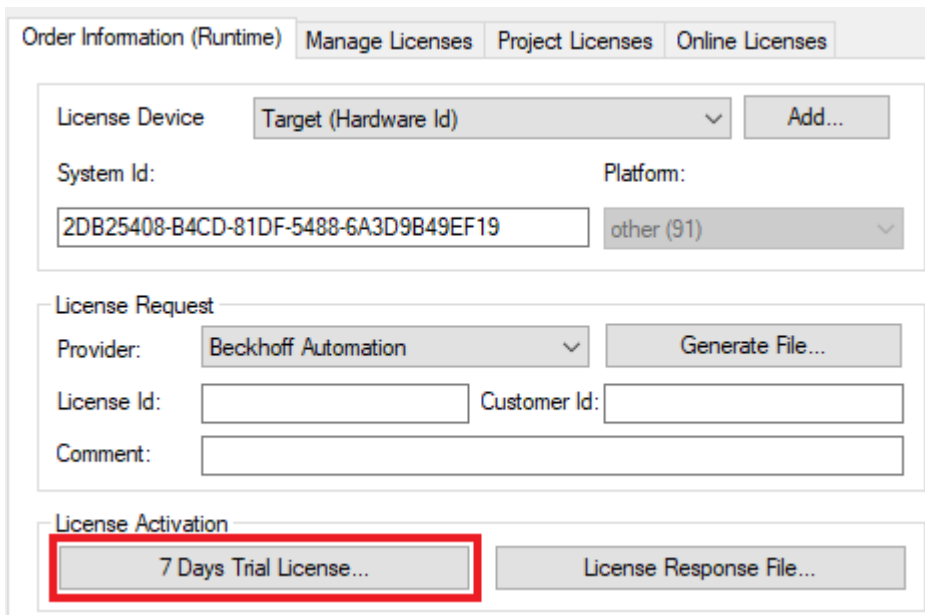 Order Information (Runtime) Manage Licenses Project Licenses Online Licenses
License Device Target (Hardware Id) Add...
System Id: Platform:
2DB25408-B4CD-81DF-5488-6A3D9B49EF19 other (91)
License Request
Provider: Beckhoff Automation Generate File...
License Id: Customer Id:
Comment:
License Activation
7 Days Trial License... License Response File...